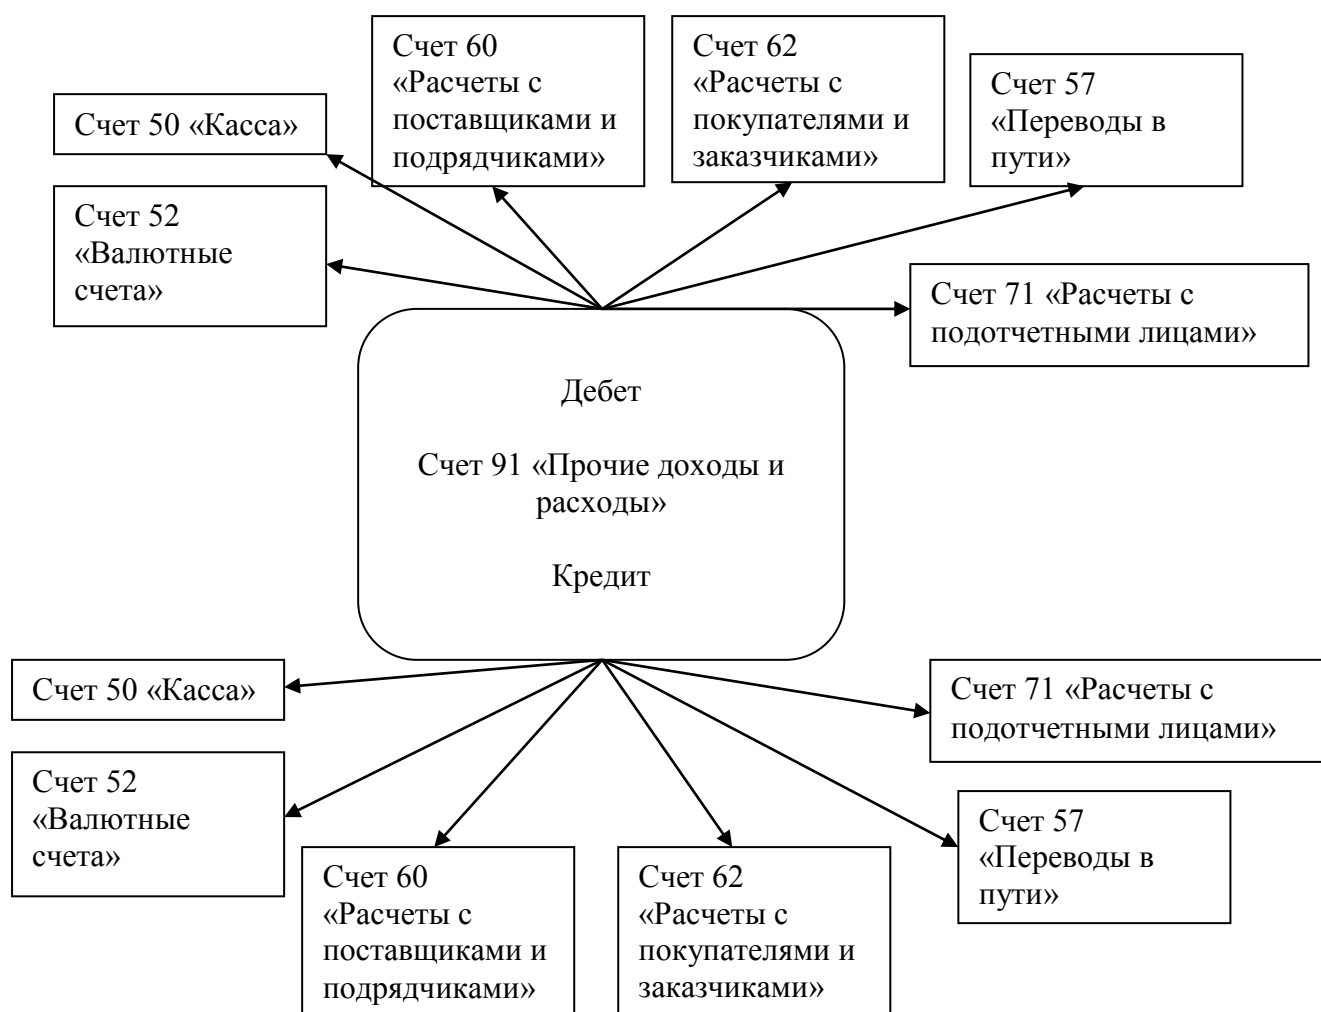 Счет 60
«Расчеты с
поставщиками и
подрядчиками»
Счет 62
«Расчеты с
покупателями и
заказчиками»
Счет 57
«Переводы в
пути»
Счет 50 «Касса»
Счет 52
«Валютные
счета»
Счет 71 «Расчеты с
подотчетными лицами»
Дебет
Счет 91 «Прочие доходы и
расходы»
Кредит
Счет 50 «Касса»
Счет 71 «Расчеты с
подотчетными лицами»
Счет 52
«Валютные
счета»
Счет 57
«Переводы в
пути»
Счет 60
«Расчеты с
поставщиками и
подрядчиками»
Счет 62
«Расчеты с
покупателями и
заказчиками»